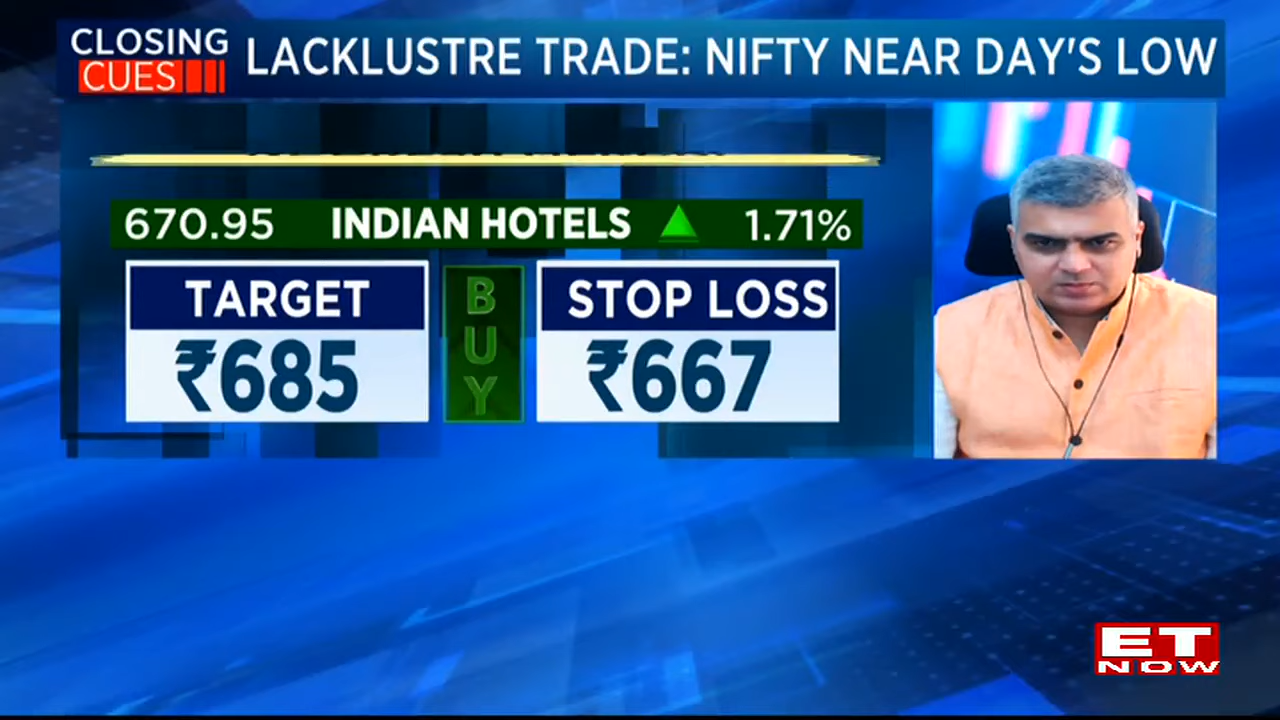 CLOSING
CUES
LACKLUSTRE TRADE: NIFTY NEAR DAY'S LOW
670.95 INDIAN HOTELS 1.71%
TARGET
₹685
BUY
STOP LOSS
₹667
ET
NOW